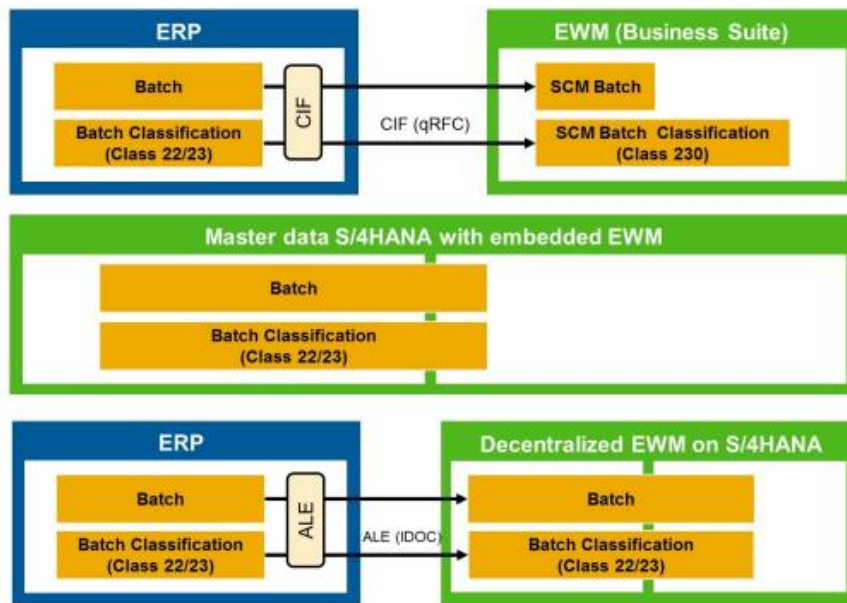 ERP
EWM (Business Suite)
Batch
CIF
SCM Batch
CIF (qRFC)
Batch Classification
(Class 22/23)
SCM Batch Classification
(Class 230)
Master data S/4HANA with embedded EWM
Batch
Batch Classification
(Class 22/23)
ERP
Decentralized EWM on S/4HANA
Batch
ALE
Batch
ALE (IDOC)
Batch Classification
(Class 22/23)
Batch Classification
(Class 22/23)